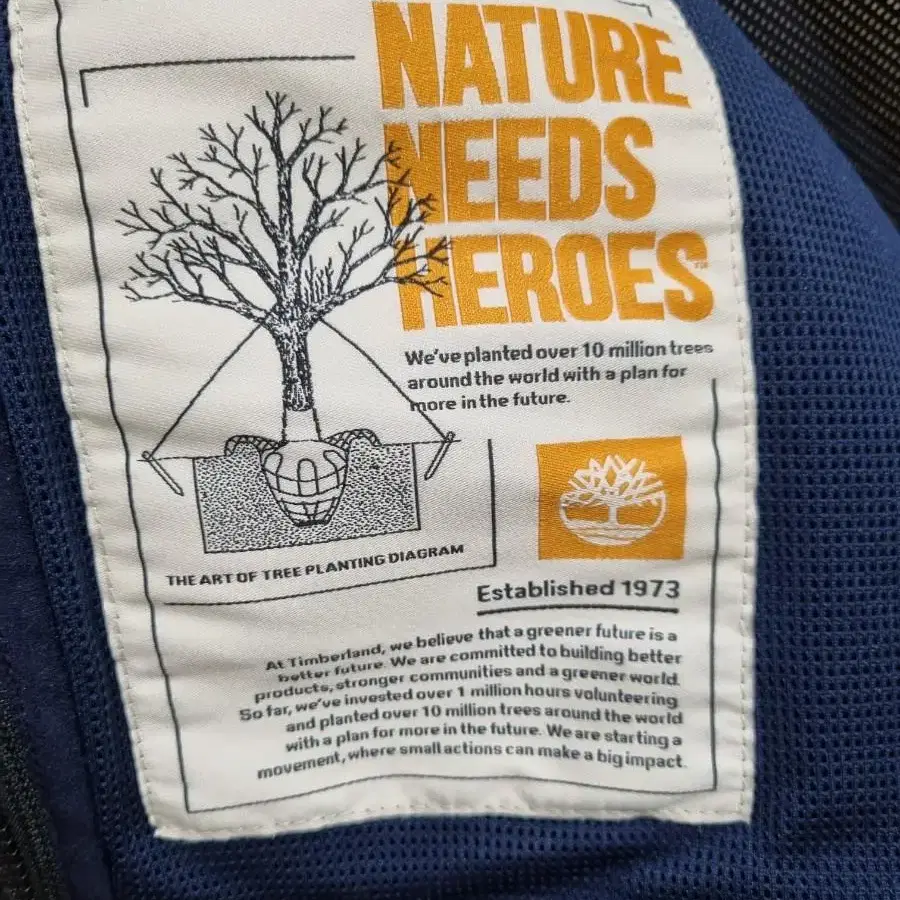 NATURE
NEEDS
HEROES™
We've planted over 10 million trees
around the world with a plan for
more in the future.
THE ART OF TREE PLANTING DIAGRAM
Established 1973
At Timberland, we believe that a greener future is a
better future. We are committed to building better
products, stronger communities and a greener world.
So far, we've invested over 1 million hours volunteering
and planted over 10 million trees around the world
with a plan for more in the future. We are starting a
movement, where small actions can make a big impact.